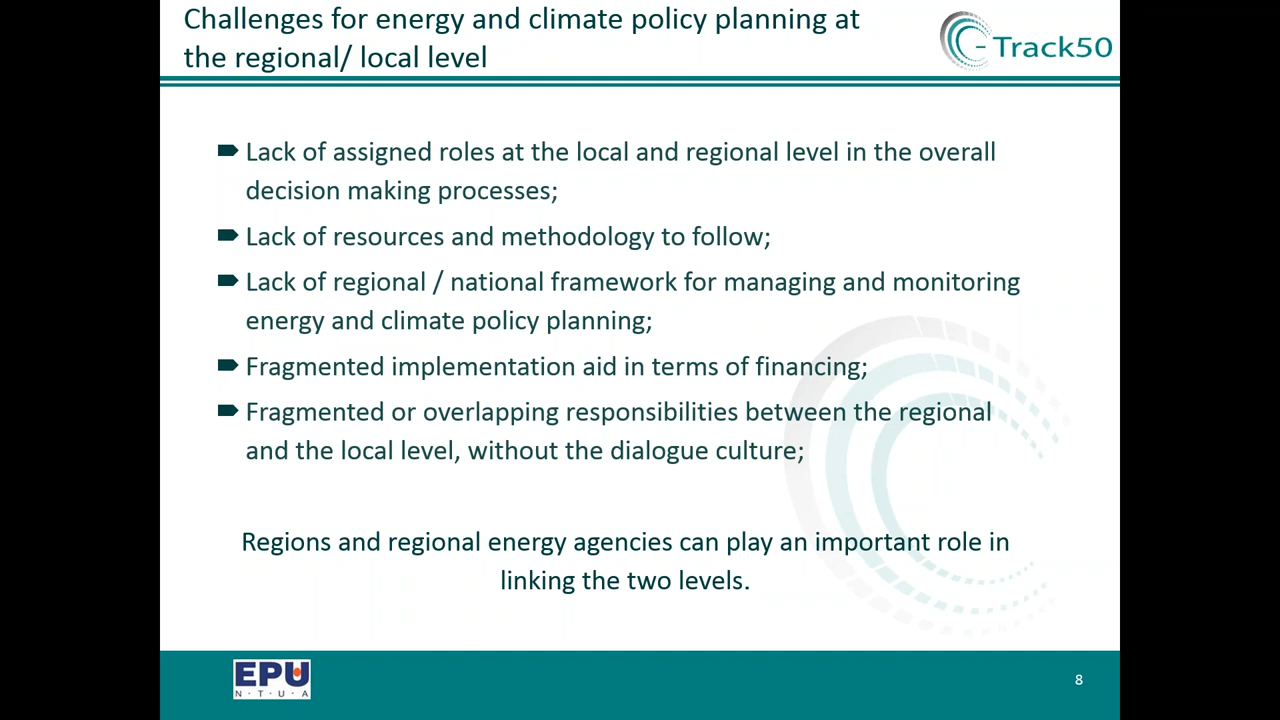 Challenges for energy and climate policy planning at
the regional/ local level
C-Track50
Lack of assigned roles at the local and regional level in the overall
decision making processes;
Lack of resources and methodology to follow;
Lack of regional / national framework for managing and monitoring
energy and climate policy planning;
Fragmented implementation aid in terms of financing;
Fragmented or overlapping responsibilities between the regional
and the local level, without the dialogue culture;
Regions and regional energy agencies can play an important role in
linking the two levels.
EPU
N·T·U·A
8